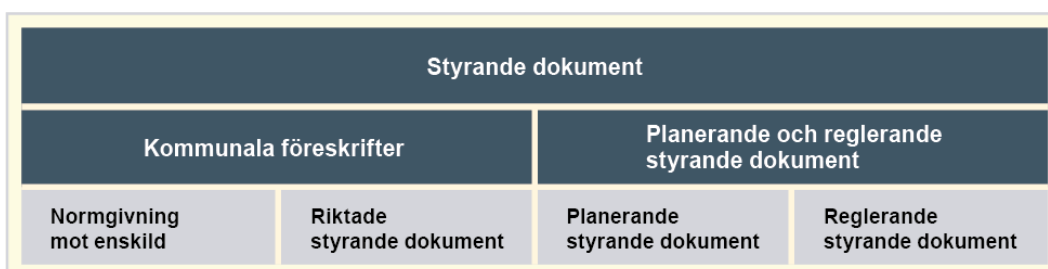 Styrande dokument
Kommunala föreskrifter
Planerande och reglerande
styrande dokument
Normgivning
mot enskild
Riktade
styrande dokument
Planerande
styrande dokument
Reglerande
styrande dokument